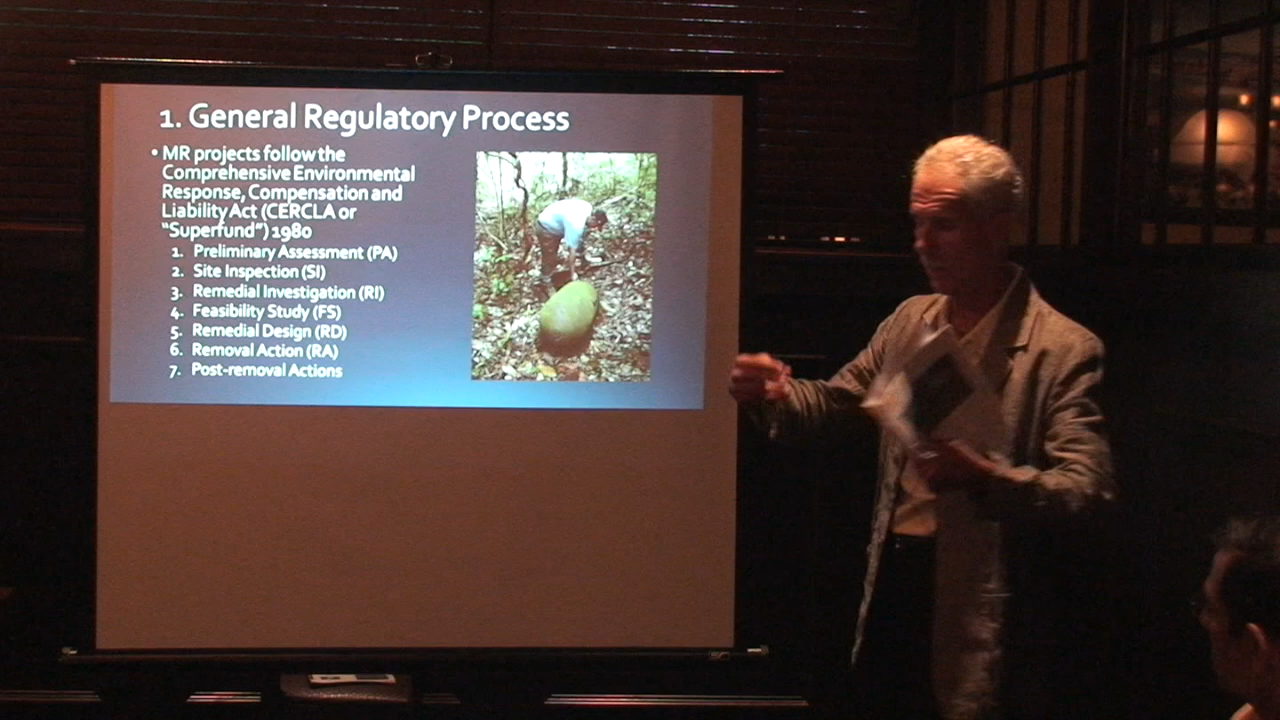 1. General Regulatory Process
• MR projects follow the
Comprehensive Environmental
Response, Compensation and
Liability Act (CERCLA or
“Superfund”) 1980
1. Preliminary Assessment (PA)
2. Site Inspection (SI)
3. Remedial Investigation (RI)
4. Feasibility Study (FS)
5. Remedial Design (RD)
6. Removal Action (RA)
7. Post-removal Actions